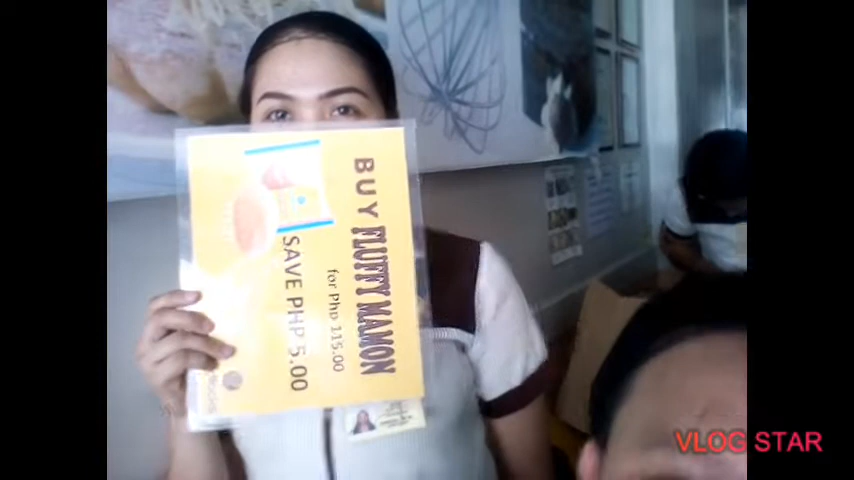 BUY FLUFFY MAMON
for Php 115.00
SAVE PHP 5.00
VLOG STAR